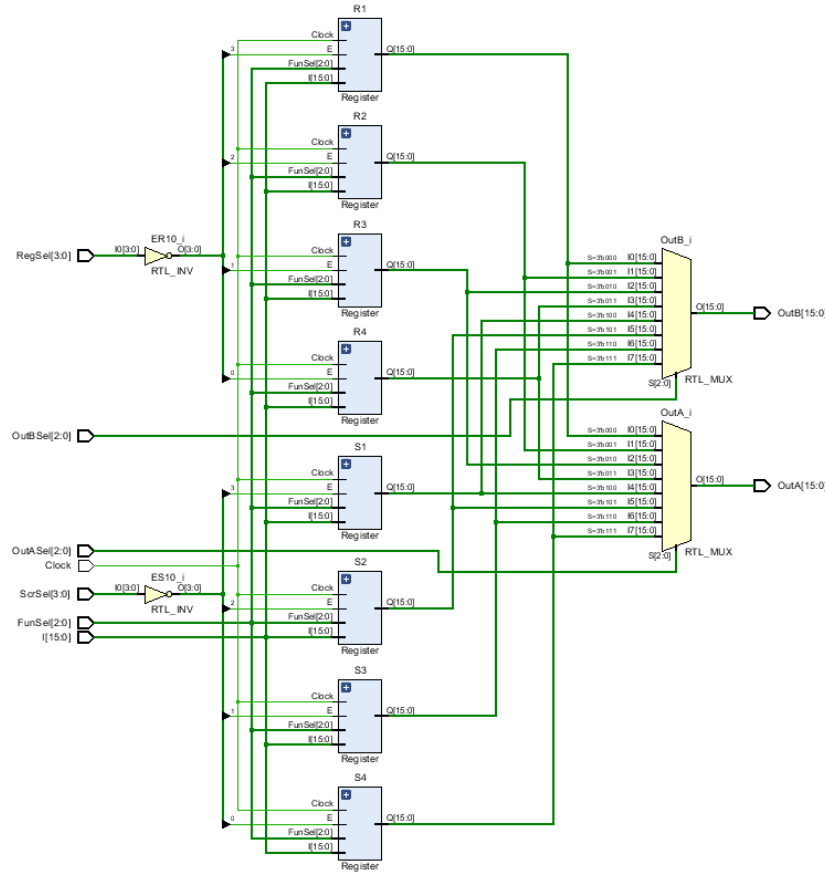 R1
Clock
E
FunSel[2:0]
I[15:0]
Q[15:0]
3
Register
R2
Clock
E
FunSel[2:0]
I[15:0]
Q[15:0]
2
Register
R3
Clock
E
FunSel[2:0]
I[15:0]
Q[15:0]
1
Register
R4
Clock
E
FunSel[2:0]
I[15:0]
Q[15:0]
0
Register
RegSel[3:0]
I0[3:0]
ER10_i
O[3:0]
RTL_INV
OutB_i
S=3'b000 I0[15:0]
S=3'b001 I1[15:0]
S=3'b010 I2[15:0]
S=3'b011 I3[15:0]
S=3'b100 I4[15:0]
S=3'b101 I5[15:0]
S=3'b110 I6[15:0]
S=3'b111 I7[15:0]
S[2:0]
O[15:0]
OutB[15:0]
RTL_MUX
OutBSel[2:0]
OutA_i
S=3'b000 I0[15:0]
S=3'b001 I1[15:0]
S=3'b010 I2[15:0]
S=3'b011 I3[15:0]
S=3'b100 I4[15:0]
S=3'b101 I5[15:0]
S=3'b110 I6[15:0]
S=3'b111 I7[15:0]
S[2:0]
O[15:0]
OutA[15:0]
RTL_MUX
S1
Clock
E
FunSel[2:0]
I[15:0]
Q[15:0]
3
Register
OutASel[2:0]
Clock
ScrSel[3:0]
FunSel[2:0]
I[15:0]
I0[3:0]
ES10_i
O[3:0]
RTL_INV
S2
Clock
E
FunSel[2:0]
I[15:0]
Q[15:0]
2
Register
S3
Clock
E
FunSel[2:0]
I[15:0]
Q[15:0]
1
Register
S4
Clock
E
FunSel[2:0]
I[15:0]
Q[15:0]
0
Register